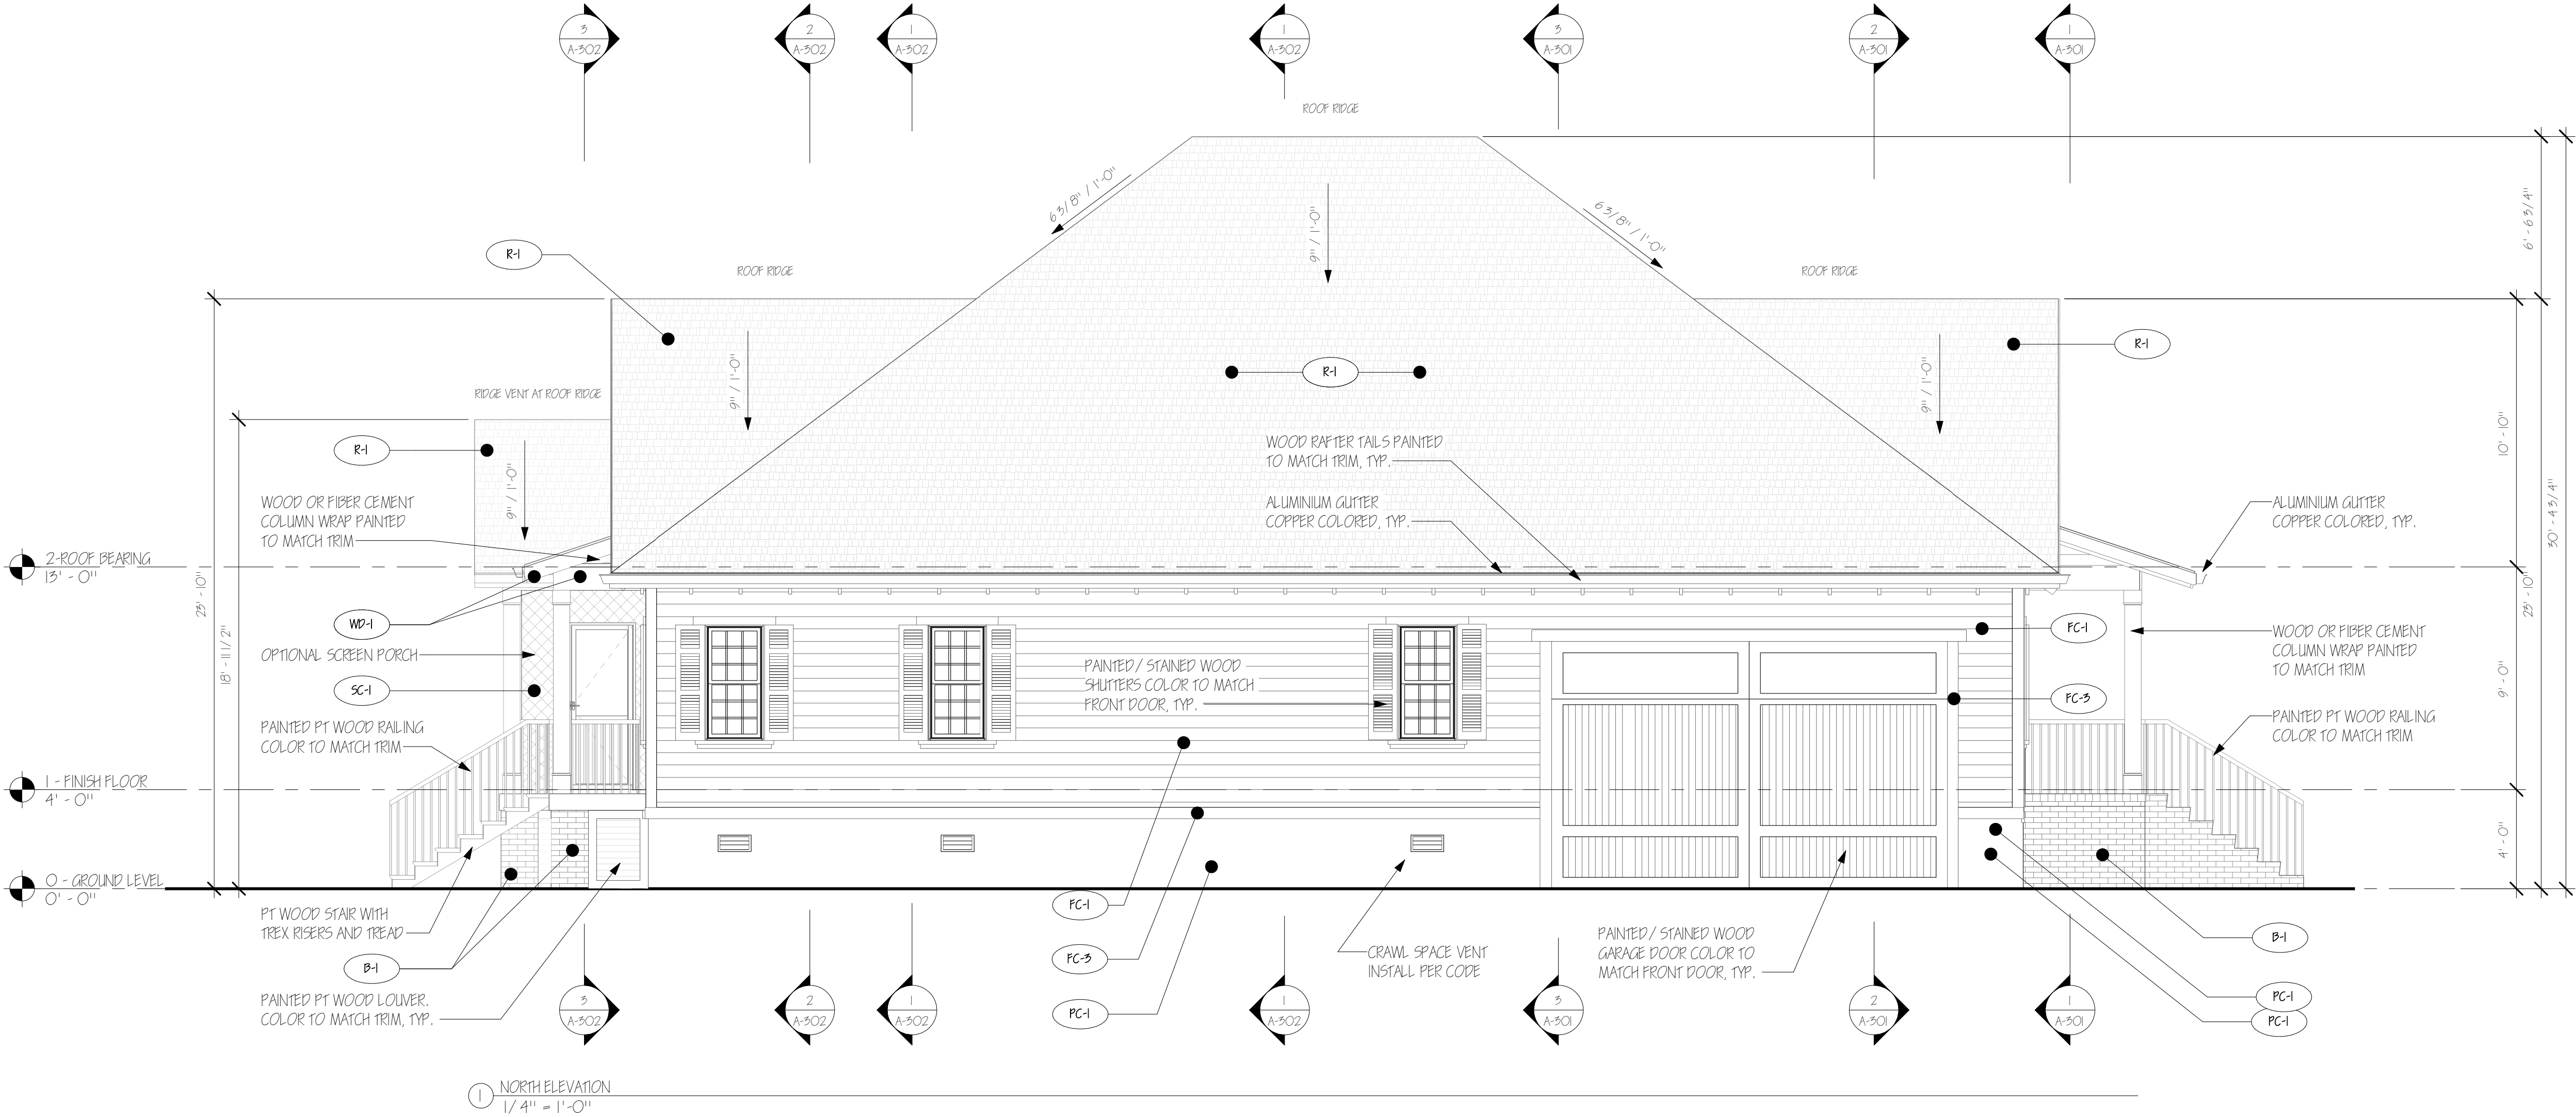 3
A-302
2
A-302
1
A-302
1
A-302
3
A-301
2
A-301
1
A-301
ROOF RIDGE
6 3/8" / 1'-0"
9" / 1'-0"
6 3/8" / 1'-0"
6' - 6 3/4"
R-1
ROOF RIDGE
ROOF RIDGE
R-1
R-1
9" / 1'-0"
9" / 1'-0"
RIDGE VENT AT ROOF RIDGE
R-1
9" / 1'-0"
10' - 10"
30' - 4 3/4"
WOOD RAFTER TAILS PAINTED
TO MATCH TRIM, TYP.
ALUMINIUM GUTTER
COPPER COLORED, TYP.
WOOD OR FIBER CEMENT
COLUMN WRAP PAINTED
TO MATCH TRIM
ALUMINIUM GUTTER
COPPER COLORED, TYP.
2-ROOF BEARING
13' - 0"
23' - 10"
18' - 11 1/2"
23' - 10"
WD-1
FC-1
OPTIONAL SCREEN PORCH
WOOD OR FIBER CEMENT
COLUMN WRAP PAINTED
TO MATCH TRIM
SC-1
PAINTED / STAINED WOOD
SHUTTERS COLOR TO MATCH
FRONT DOOR, TYP.
FC-3
9' - 0"
PAINTED PT WOOD RAILING
COLOR TO MATCH TRIM
PAINTED PT WOOD RAILING
COLOR TO MATCH TRIM
1 - FINISH FLOOR
4' - 0"
4' - 0"
0 - GROUND LEVEL
0' - 0"
PT WOOD STAIR WITH
TREX RISERS AND TREAD
B-1
PAINTED PT WOOD LOUVER.
COLOR TO MATCH TRIM, TYP.
FC-1
FC-3
PC-1
CRAWL SPACE VENT
INSTALL PER CODE
PAINTED / STAINED WOOD
GARAGE DOOR COLOR TO
MATCH FRONT DOOR, TYP.
B-1
PC-1
PC-1
3
A-302
2
A-302
1
A-302
1
A-302
3
A-301
2
A-301
1
A-301
1
NORTH ELEVATION
1/4" = 1'-0"